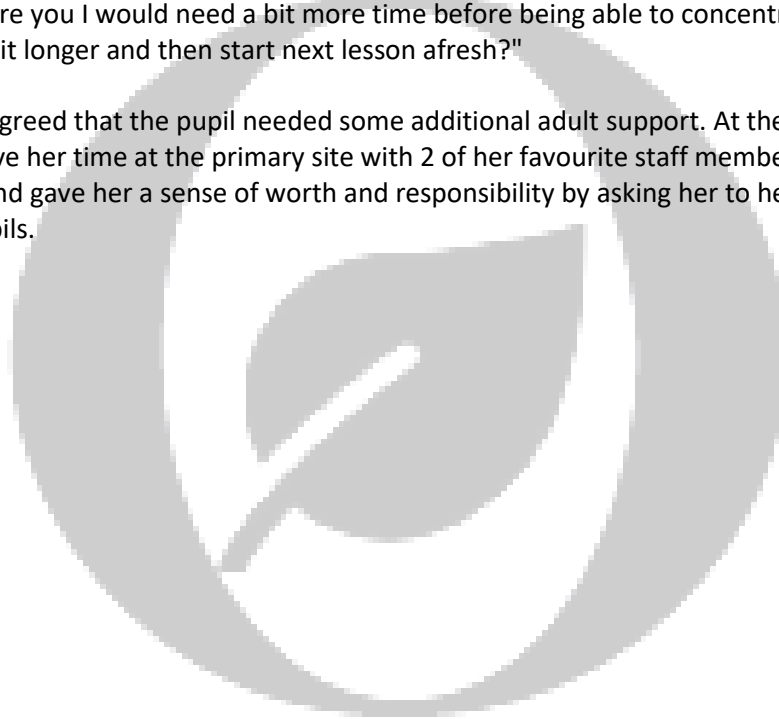 re you I would need a bit more time before being able to concentr
it longer and then start next lesson afresh?"
greed that the pupil needed some additional adult support. At the
ve her time at the primary site with 2 of her favourite staff membe
nd gave her a sense of worth and responsibility by asking her to he
ils.